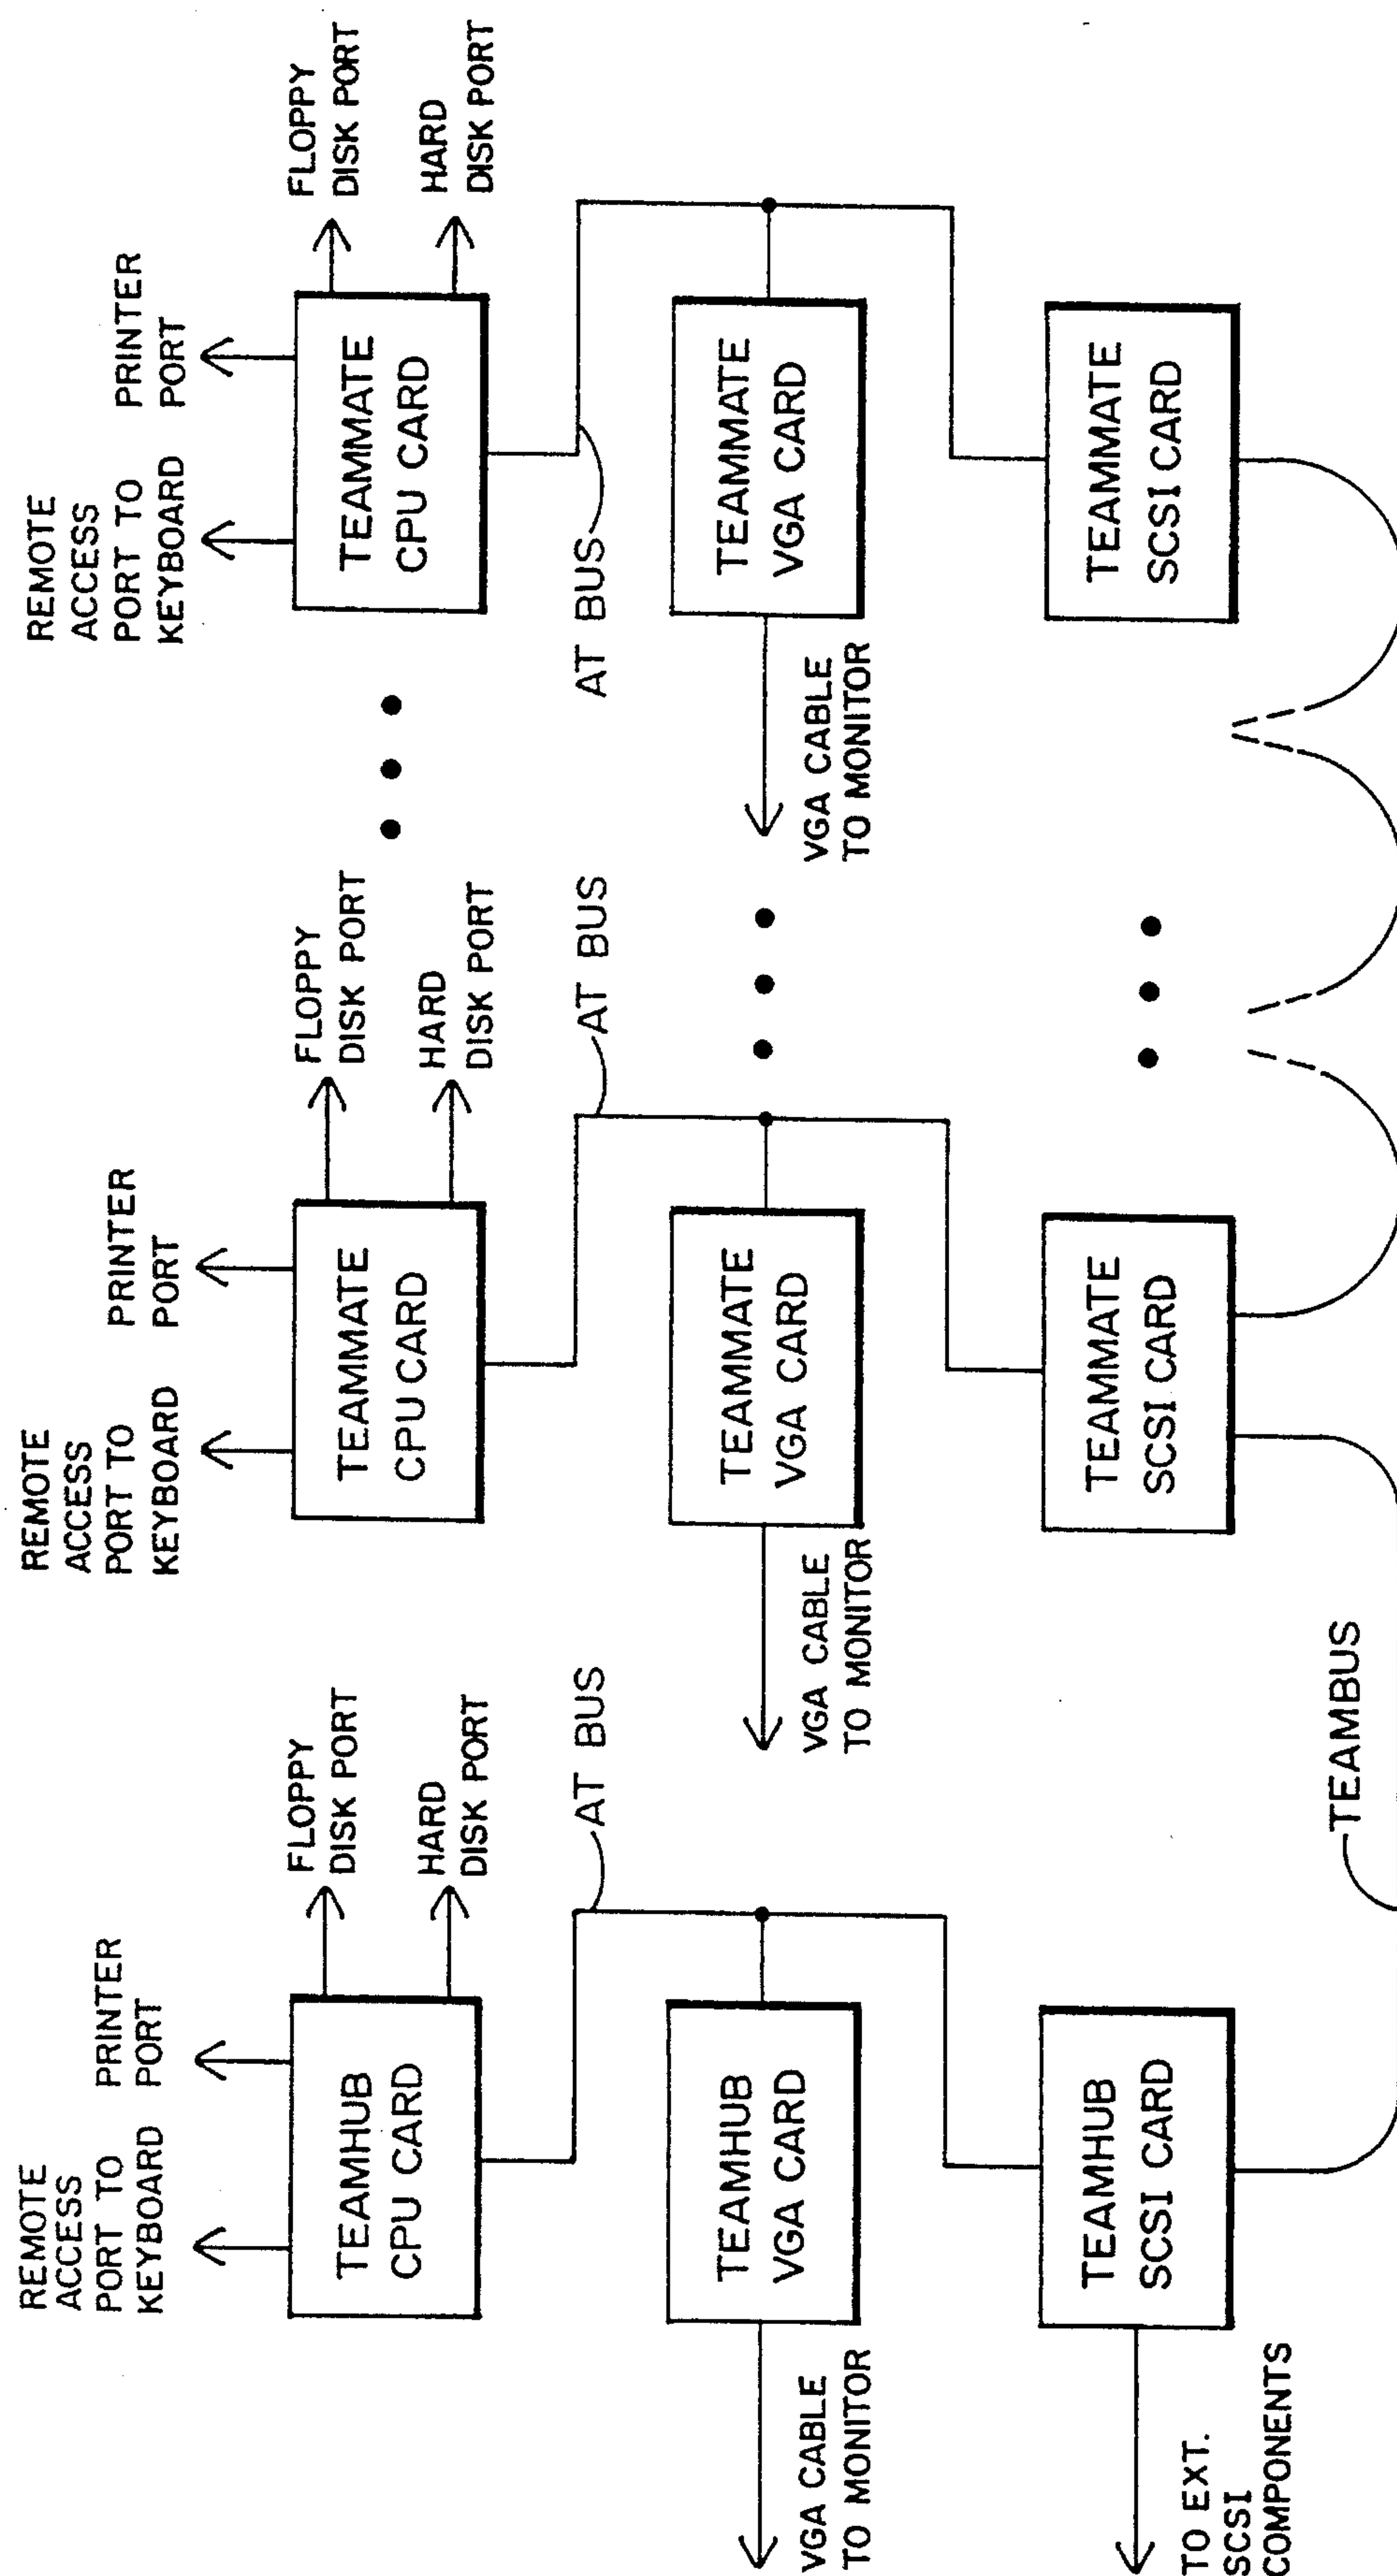 REMOTE
ACCESS
PORT TO
KEYBOARD
PRINTER
PORT
TEAMHUB
CPU CARD
FLOPPY
DISK PORT
HARD
DISK PORT
AT BUS
TEAMHUB
VGA CARD
VGA CABLE
TO MONITOR
TEAMHUB
SCSI CARD
TO EXT.
SCSI
COMPONENTS
TEAMBUS
REMOTE
ACCESS
PORT TO
KEYBOARD
PRINTER
PORT
TEAMMATE
CPU CARD
FLOPPY
DISK PORT
HARD
DISK PORT
AT BUS
TEAMMATE
VGA CARD
VGA CABLE
TO MONITOR
TEAMMATE
SCSI CARD
REMOTE
ACCESS
PORT TO
KEYBOARD
PRINTER
PORT
TEAMMATE
CPU CARD
FLOPPY
DISK PORT
HARD
DISK PORT
AT BUS
TEAMMATE
VGA CARD
VGA CABLE
TO MONITOR
TEAMMATE
SCSI CARD